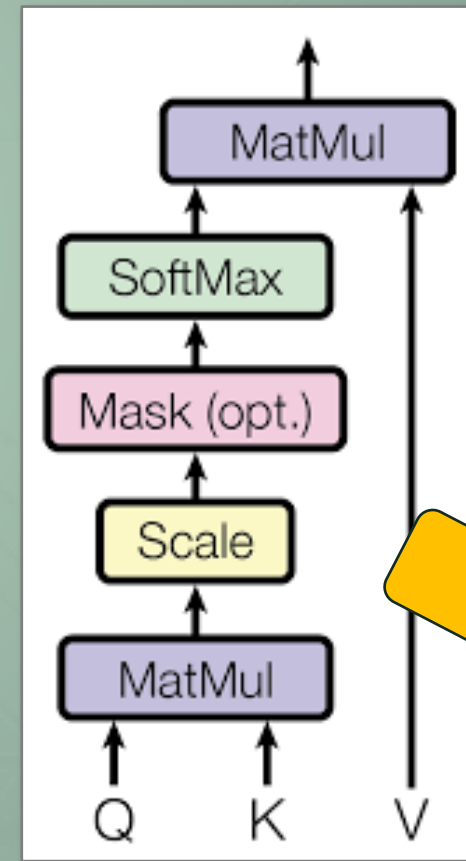 MatMul
SoftMax
Mask (opt.)
Scale
MatMul
Q K V